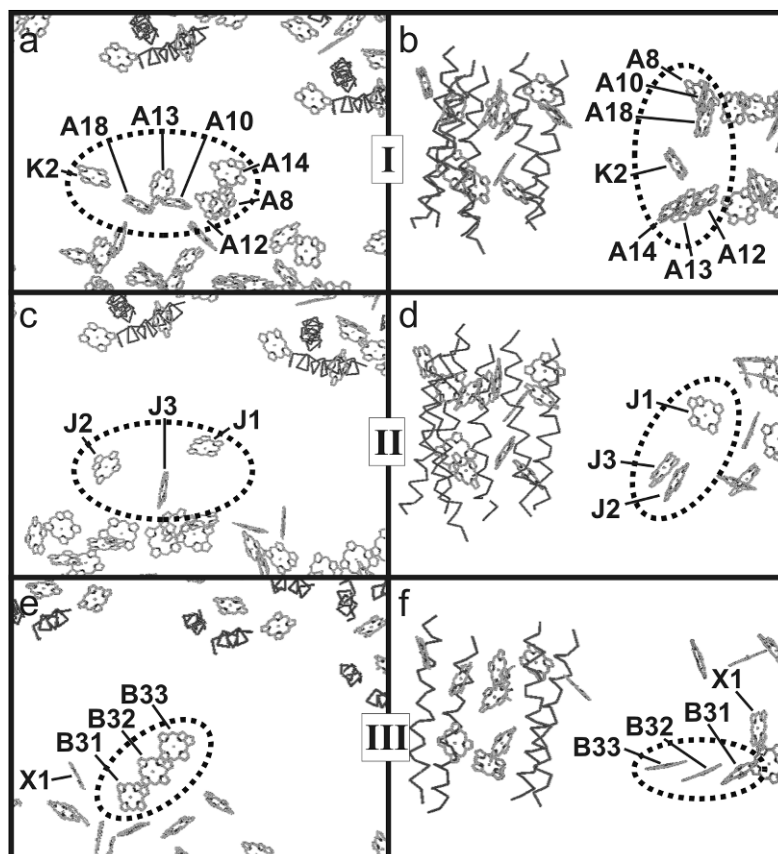 a
A18 A13 A10
K2
A14
A8
A12
I
b
A8
A10
A18
K2
A14
A13
A12
c
J2 J3 J1
II
d
J1
J3
J2
e
B33
B32
B31
X1
III
f
X1
B33 B32 B31